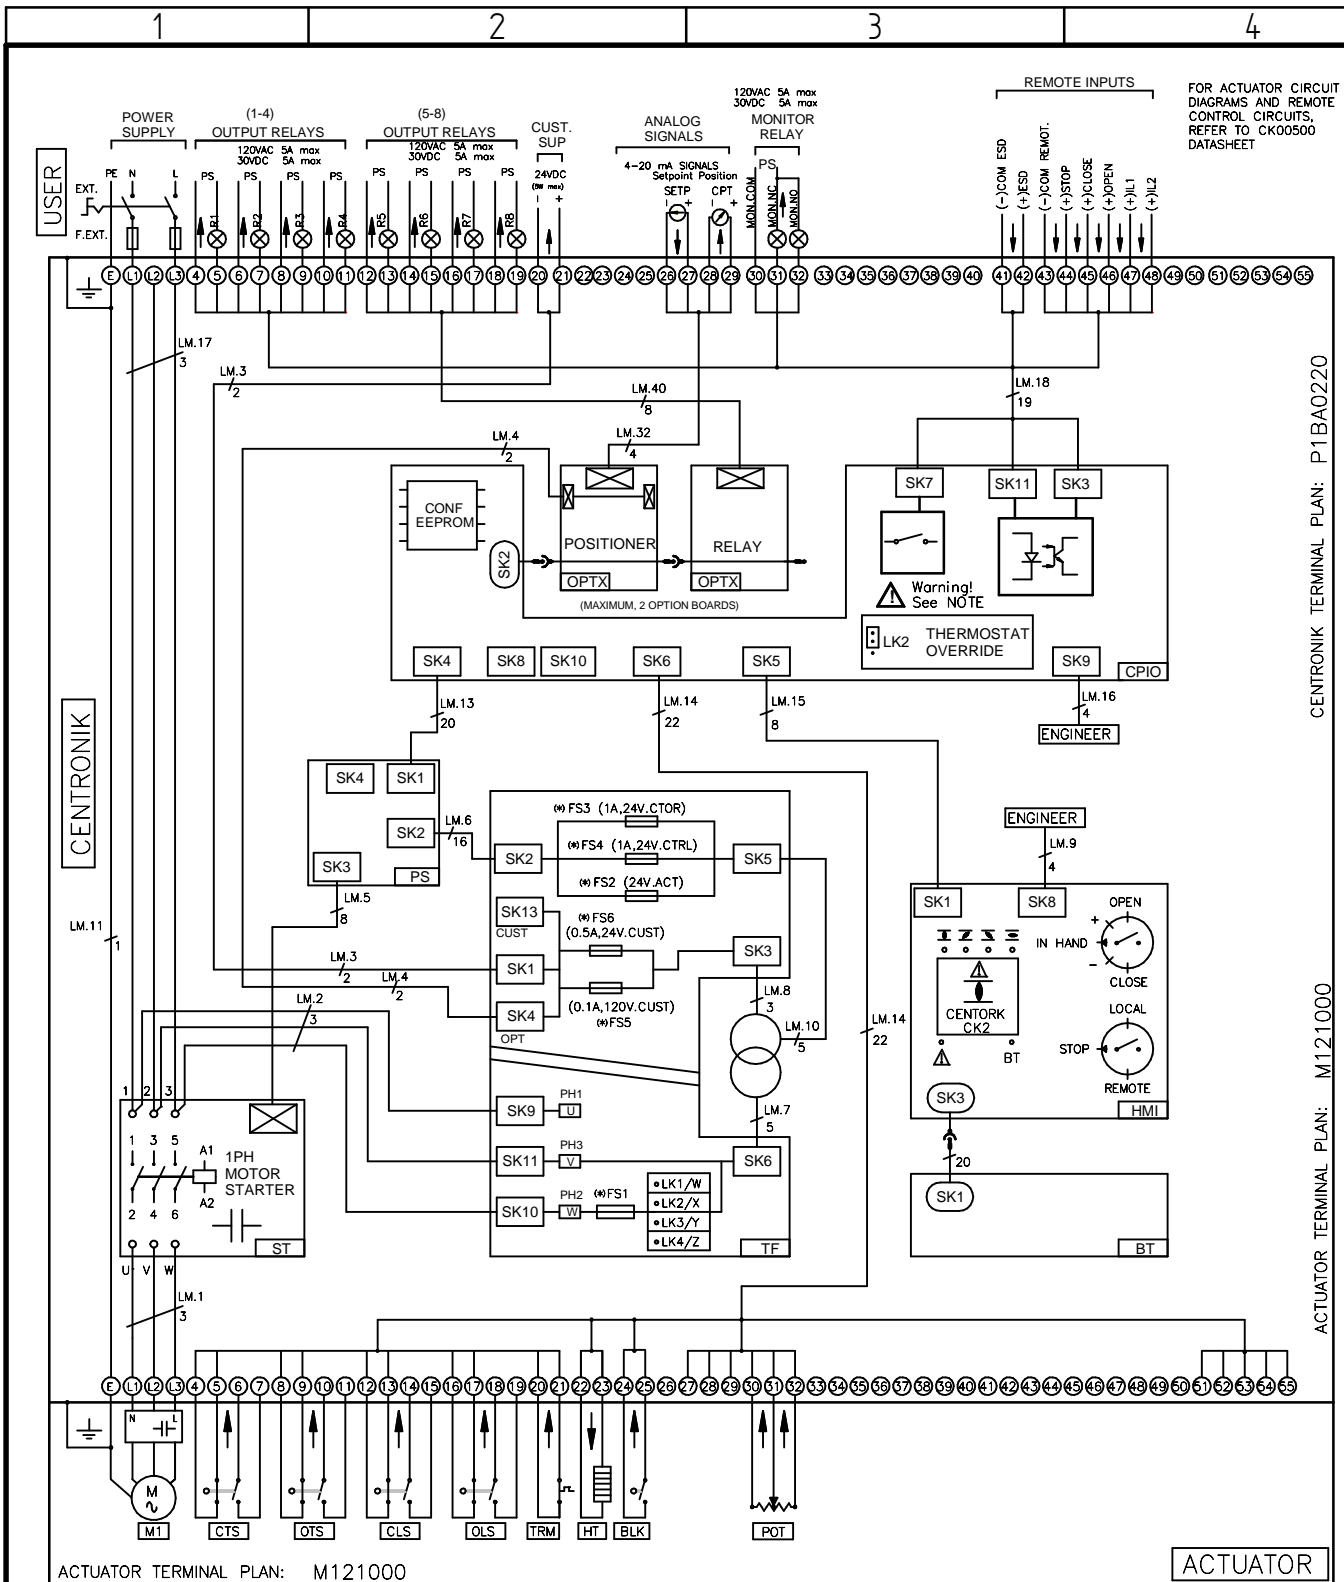 1 2 3 4
POWER
SUPPLY
(1-4)
OUTPUT RELAYS
120VAC 5A max
30VDC 5A max
(5-8)
OUTPUT RELAYS
120VAC 5A max
30VDC 5A max
CUST.
SUP
24VDC
(5W max)
- +
ANALOG
SIGNALS
4-20 mA SIGNALS
Setpoint Position
SETP CPT
- + - +
120VAC 5A max
30VDC 5A max
MONITOR
RELAY
PS
MON.COM
MON.NC
MON.NO
REMOTE INPUTS
(-)COM ESD
(+)ESD
(-)COM REMOT.
(+)STOP
(+)CLOSE
(+)OPEN
(+)IL1
(+)IL2
FOR ACTUATOR CIRCUIT
DIAGRAMS AND REMOTE
CONTROL CIRCUITS,
REFER TO CK00500
DATASHEET
USER
PE N L
EXT.
F.EXT.
PS PS PS PS PS PS PS PS
R1 R2 R3 R4 R5 R6 R7 R8
E L1 L2 L3 4 5 6 7 8 9 10 11 12 13 14 15 16 17 18 19 20 21 22 23 24 25 26 27 28 29 30 31 32 33 34 35 36 37 38 39 40 41 42 43 44 45 46 47 48 49 50 51 52 53 54 55
LM.17
3
LM.3
2
LM.40
8
LM.18
19
LM.4
2
LM.32
4
CENTRONIK TERMINAL PLAN: P1BA0220
CONF
EEPROM
SK2
POSITIONER
OPTX
RELAY
OPTX
(MAXIMUM, 2 OPTION BOARDS)
SK7 SK11 SK3
Warning!
See NOTE
LK2
THERMOSTAT
OVERRIDE
SK4 SK8 SK10 SK6 SK5 SK9
CPIO
LM.13
20
LM.14
22
LM.15
8
LM.16
4
ENGINEER
CENTRONIK
SK4 SK1
SK2
SK3
PS
LM.6
16
LM.5
8
LM.11
1
(*)FS3 (1A,24V.CTOR)
(*)FS4 (1A,24V.CTRL)
(*)FS2 (24V.ACT)
SK2 SK5
SK13
CUST
(*)FS6
(0.5A,24V.CUST)
SK1 SK3
(0.1A,120V.CUST)
(*)FS5
SK4
OPT
LM.3
2
LM.4
2
LM.2
3
LM.8
3
LM.10
5
LM.7
5
LM.14
22
SK9 PH1
U
SK11 PH3
V
SK6
SK10 PH2
W
(*)FS1
LK1/W
LK2/X
LK3/Y
LK4/Z
TF
ENGINEER
LM.9
4
SK1 SK8
OPEN
+
IN HAND
-
CLOSE
CENTORK
CK2
BT
LOCAL
STOP
REMOTE
SK3
HMI
20
SK1
BT
ACTUATOR TERMINAL PLAN: M121000
1 2 3
1 3 5
A1
A2
1PH
MOTOR
STARTER
2 4 6
ST
U V W
LM.1
3
E L1 L2 L3 4 5 6 7 8 9 10 11 12 13 14 15 16 17 18 19 20 21 22 23 24 25 26 27 28 29 30 31 32 33 34 35 36 37 38 39 40 41 42 43 44 45 46 47 48 49 50 51 52 53 54 55
N L
M
M1 CTS OTS CLS OLS TRM HT BLK POT
ACTUATOR TERMINAL PLAN: M121000
ACTUATOR